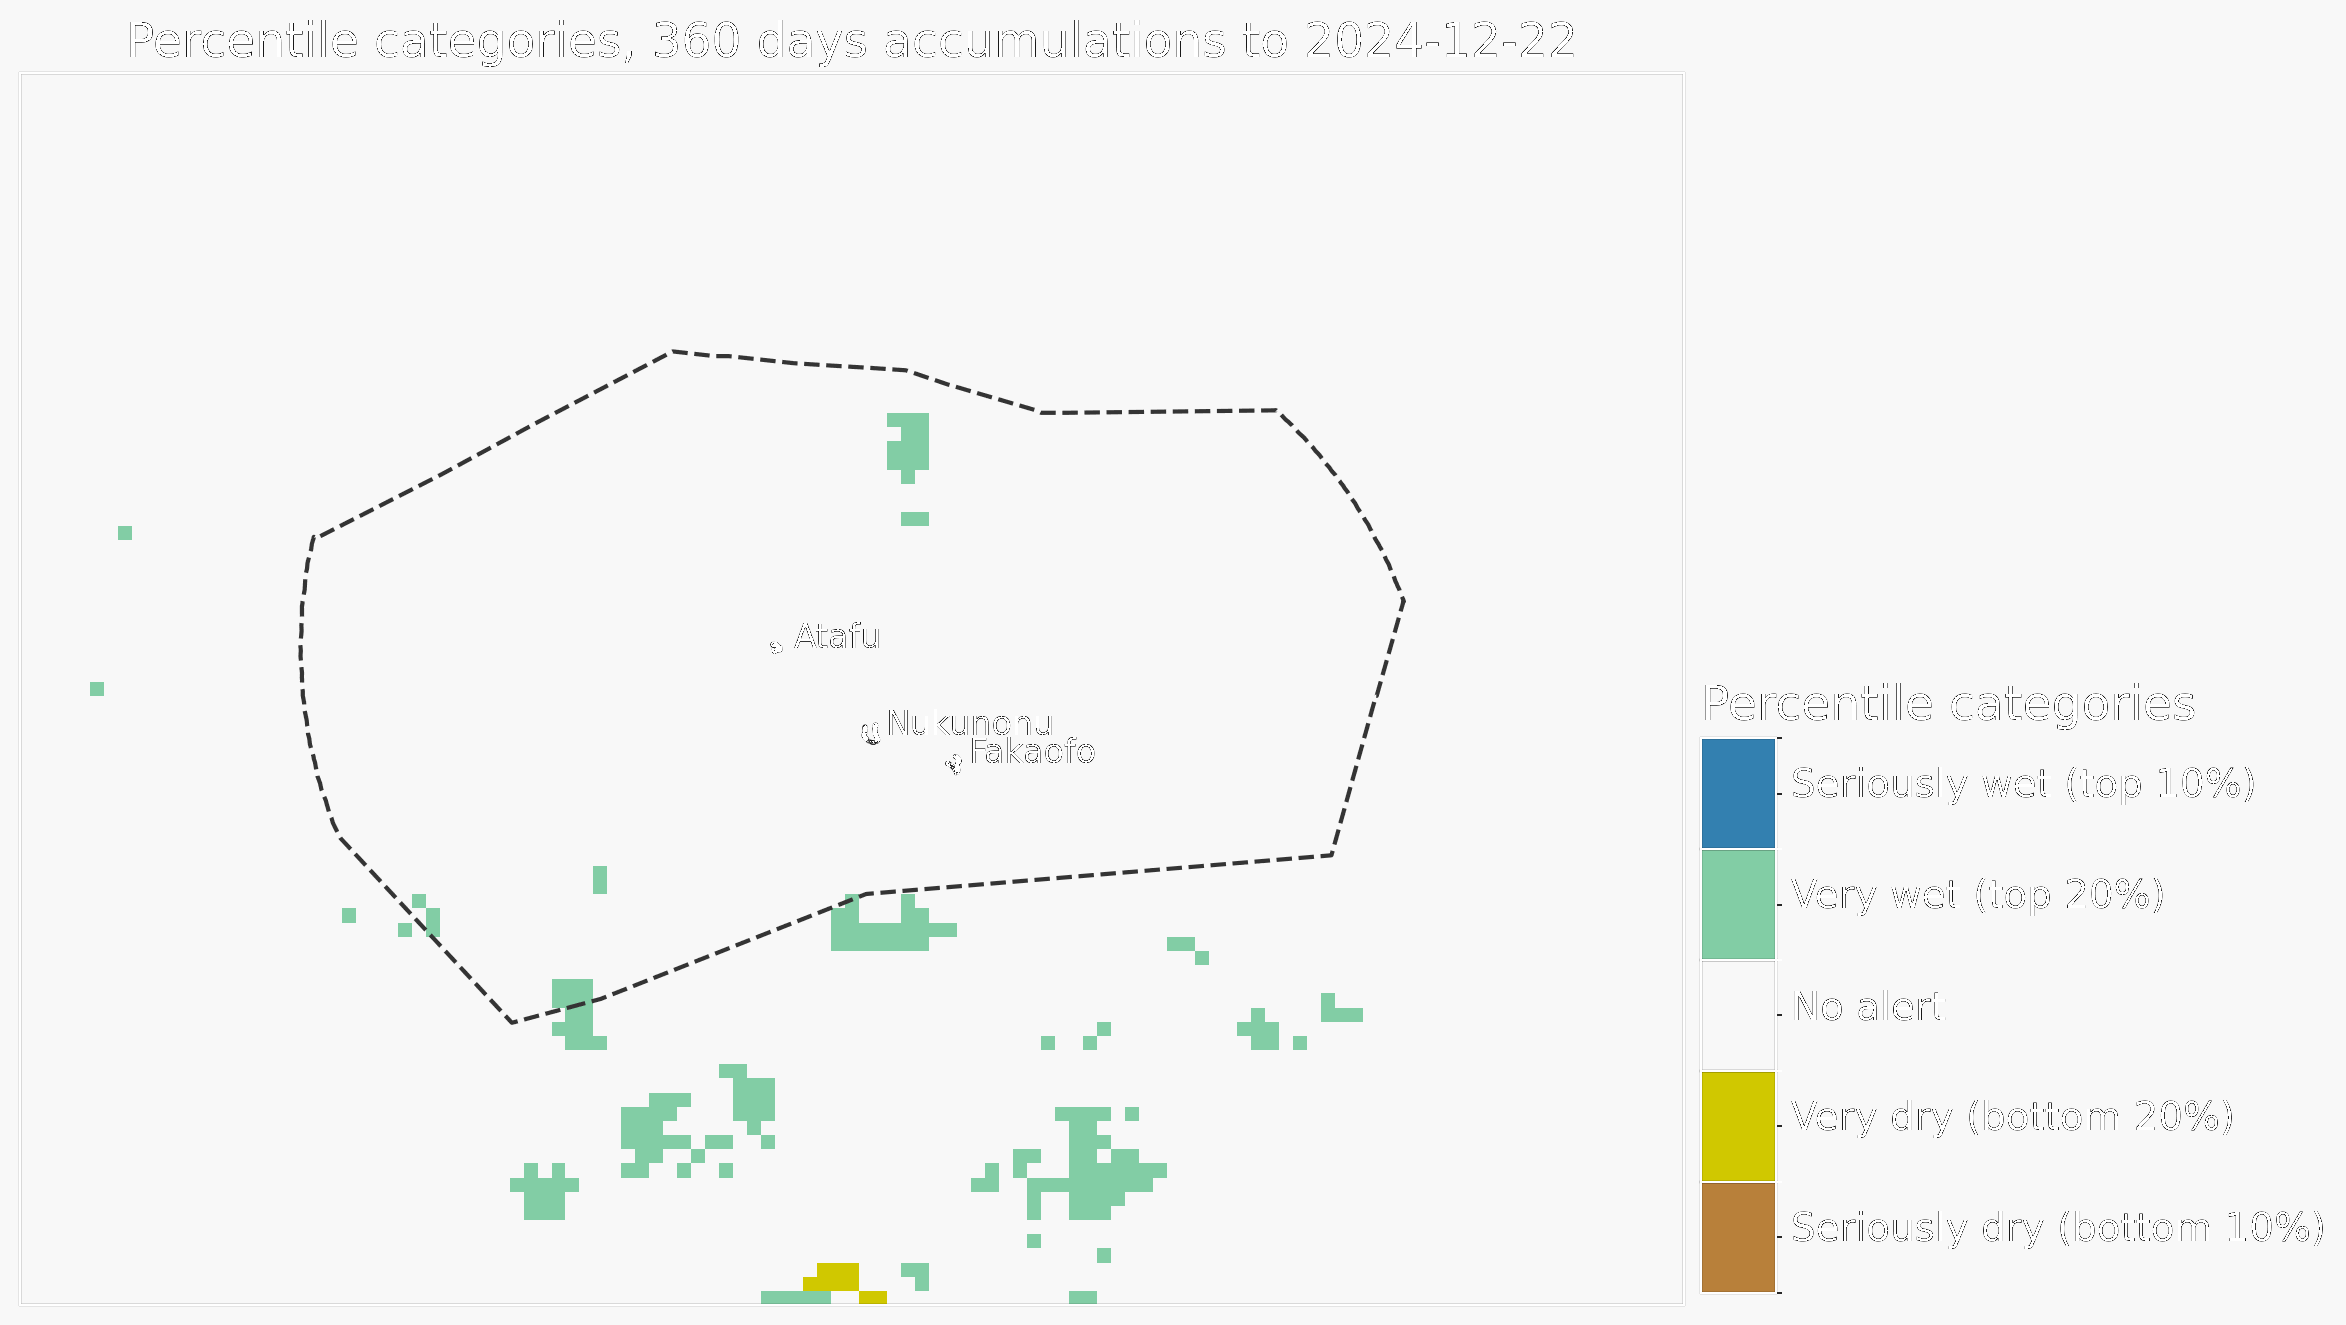 Percentile categories, 360 days accumulations to 2024-12-22
Atafu
Nukunonu
Fakaofo
Percentile categories
Seriously wet (top 10%)
Very wet (top 20%)
No alert
Very dry (bottom 20%)
Seriously dry (bottom 10%)